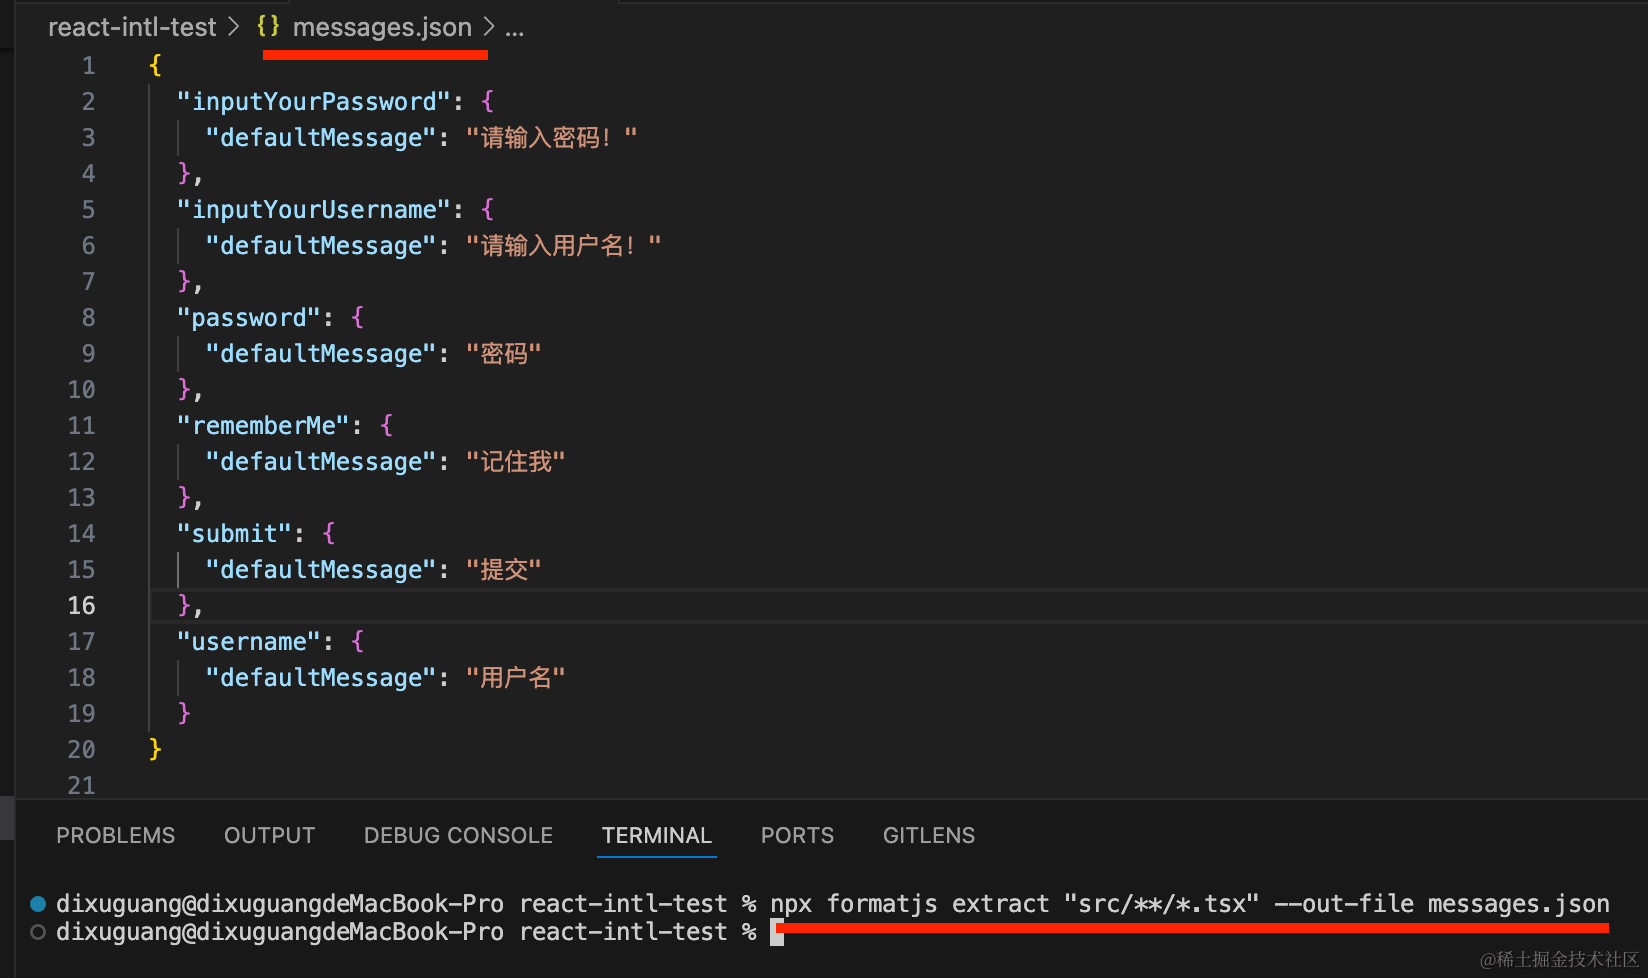 react-intl-test > {} messages.json > ...
1 {
2 "inputYourPassword": {
3 "defaultMessage": "请输入密码！"
4 },
5 "inputYourUsername": {
6 "defaultMessage": "请输入用户名！"
7 },
8 "password": {
9 "defaultMessage": "密码"
10 },
11 "rememberMe": {
12 "defaultMessage": "记住我"
13 },
14 "submit": {
15 "defaultMessage": "提交"
16 },
17 "username": {
18 "defaultMessage": "用户名"
19 }
20 }
21
PROBLEMS OUTPUT DEBUG CONSOLE TERMINAL PORTS GITLENS
dixuguang@dixuguangdeMacBook-Pro react-intl-test % npx formatjs extract "src/**/*.tsx" --out-file messages.json
dixuguang@dixuguangdeMacBook-Pro react-intl-test %
@稀土掘金技术社区